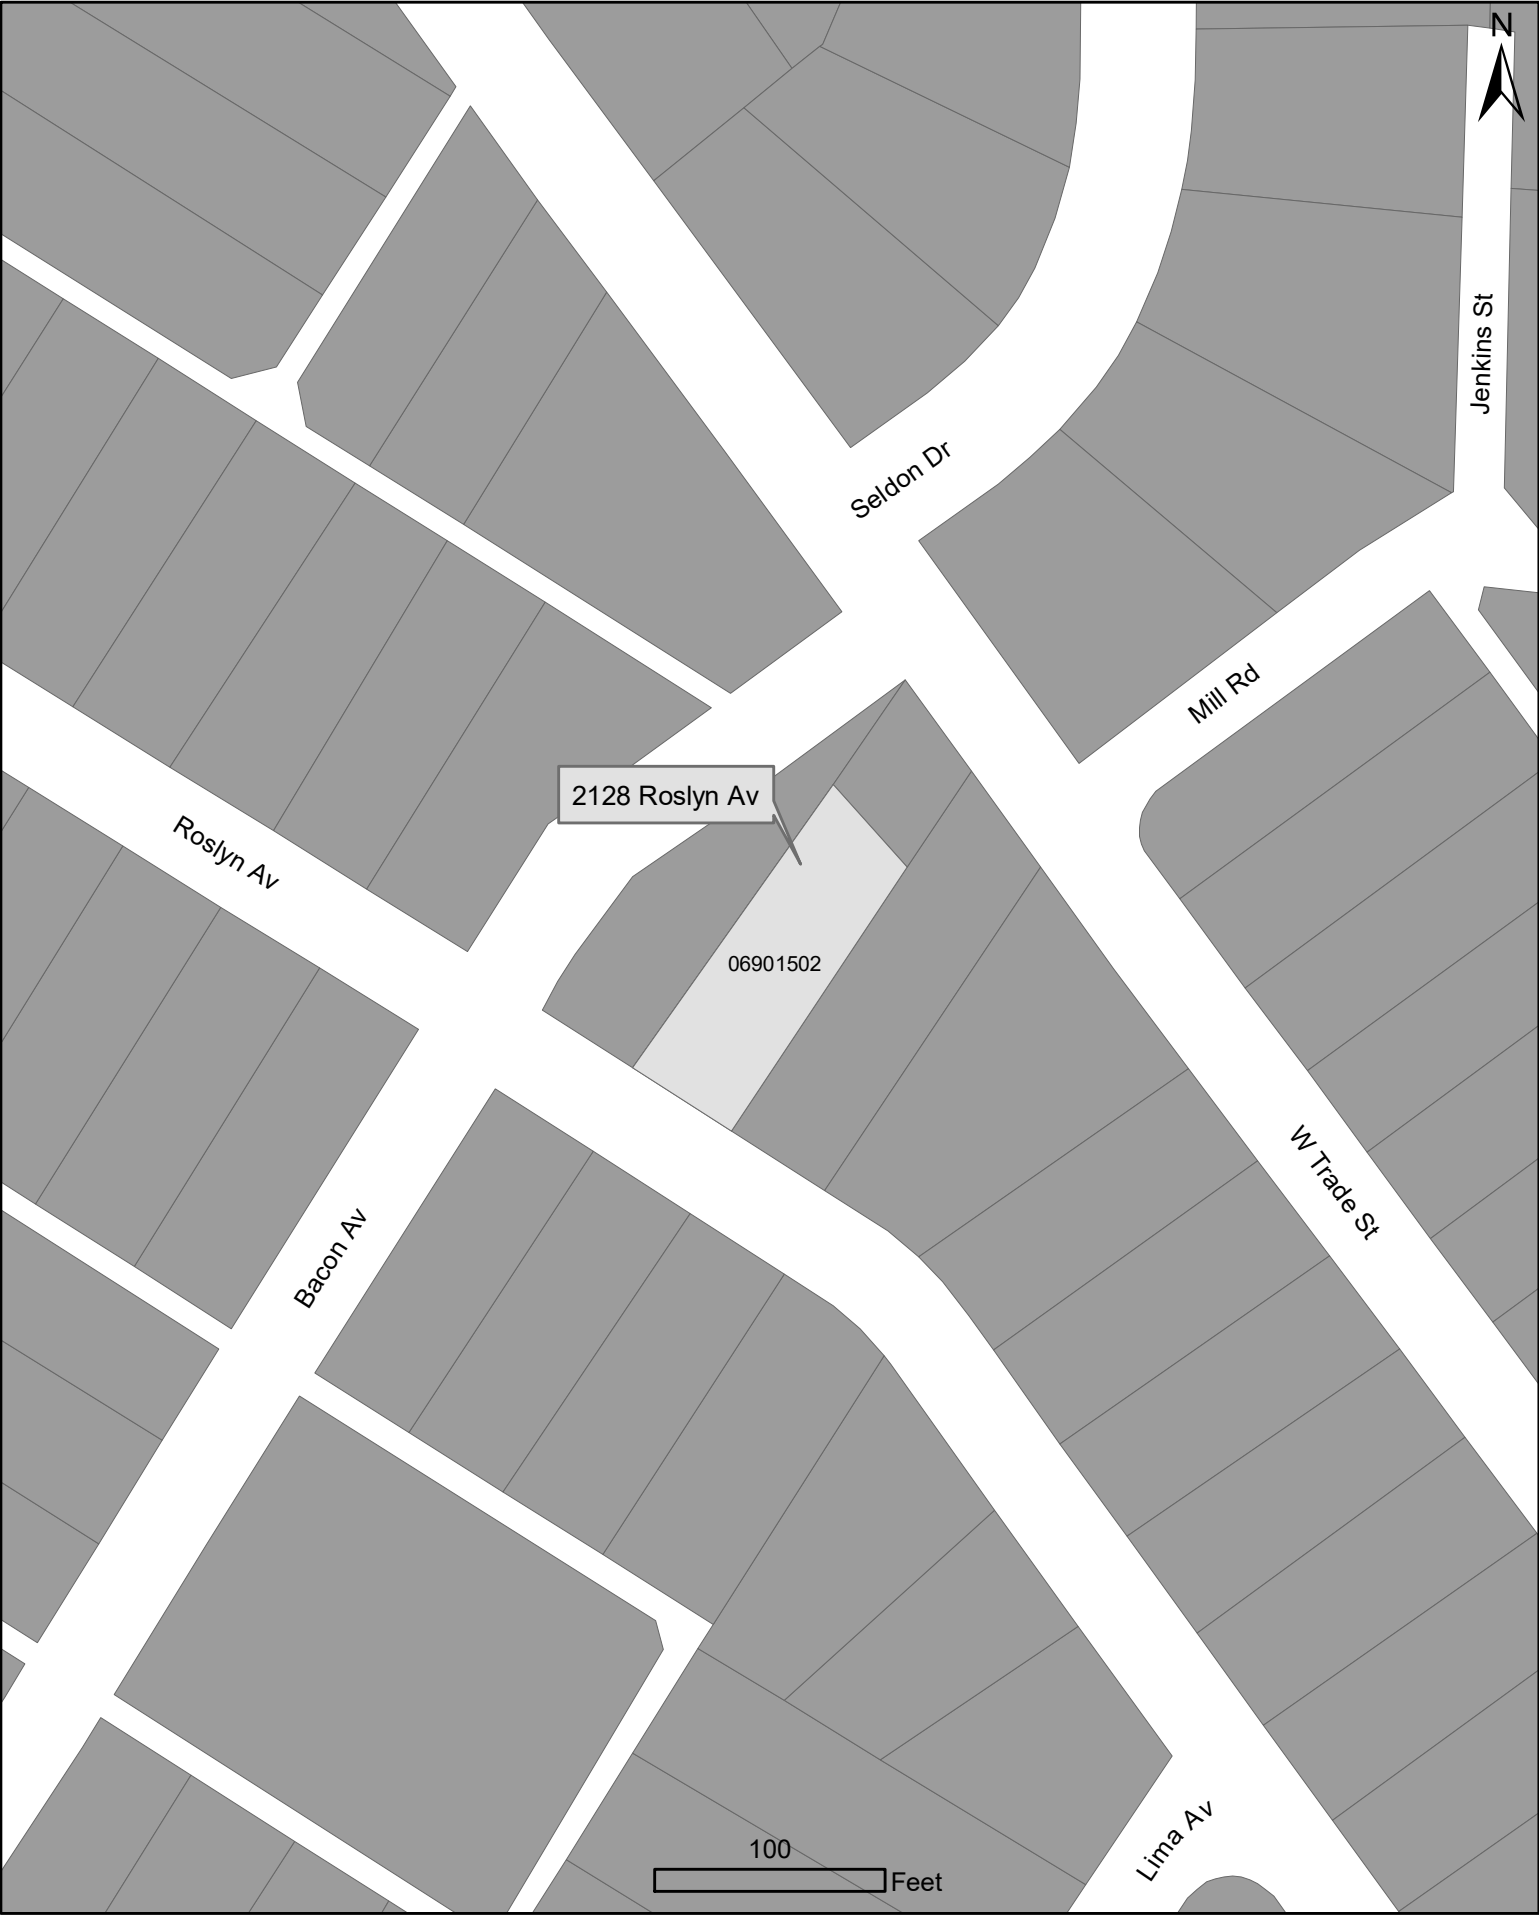 N
Jenkins St
Seldon Dr
Mill Rd
2128 Roslyn Av
Roslyn Av
06901502
W Trade St
Bacon Av
Lima Av
100
Feet